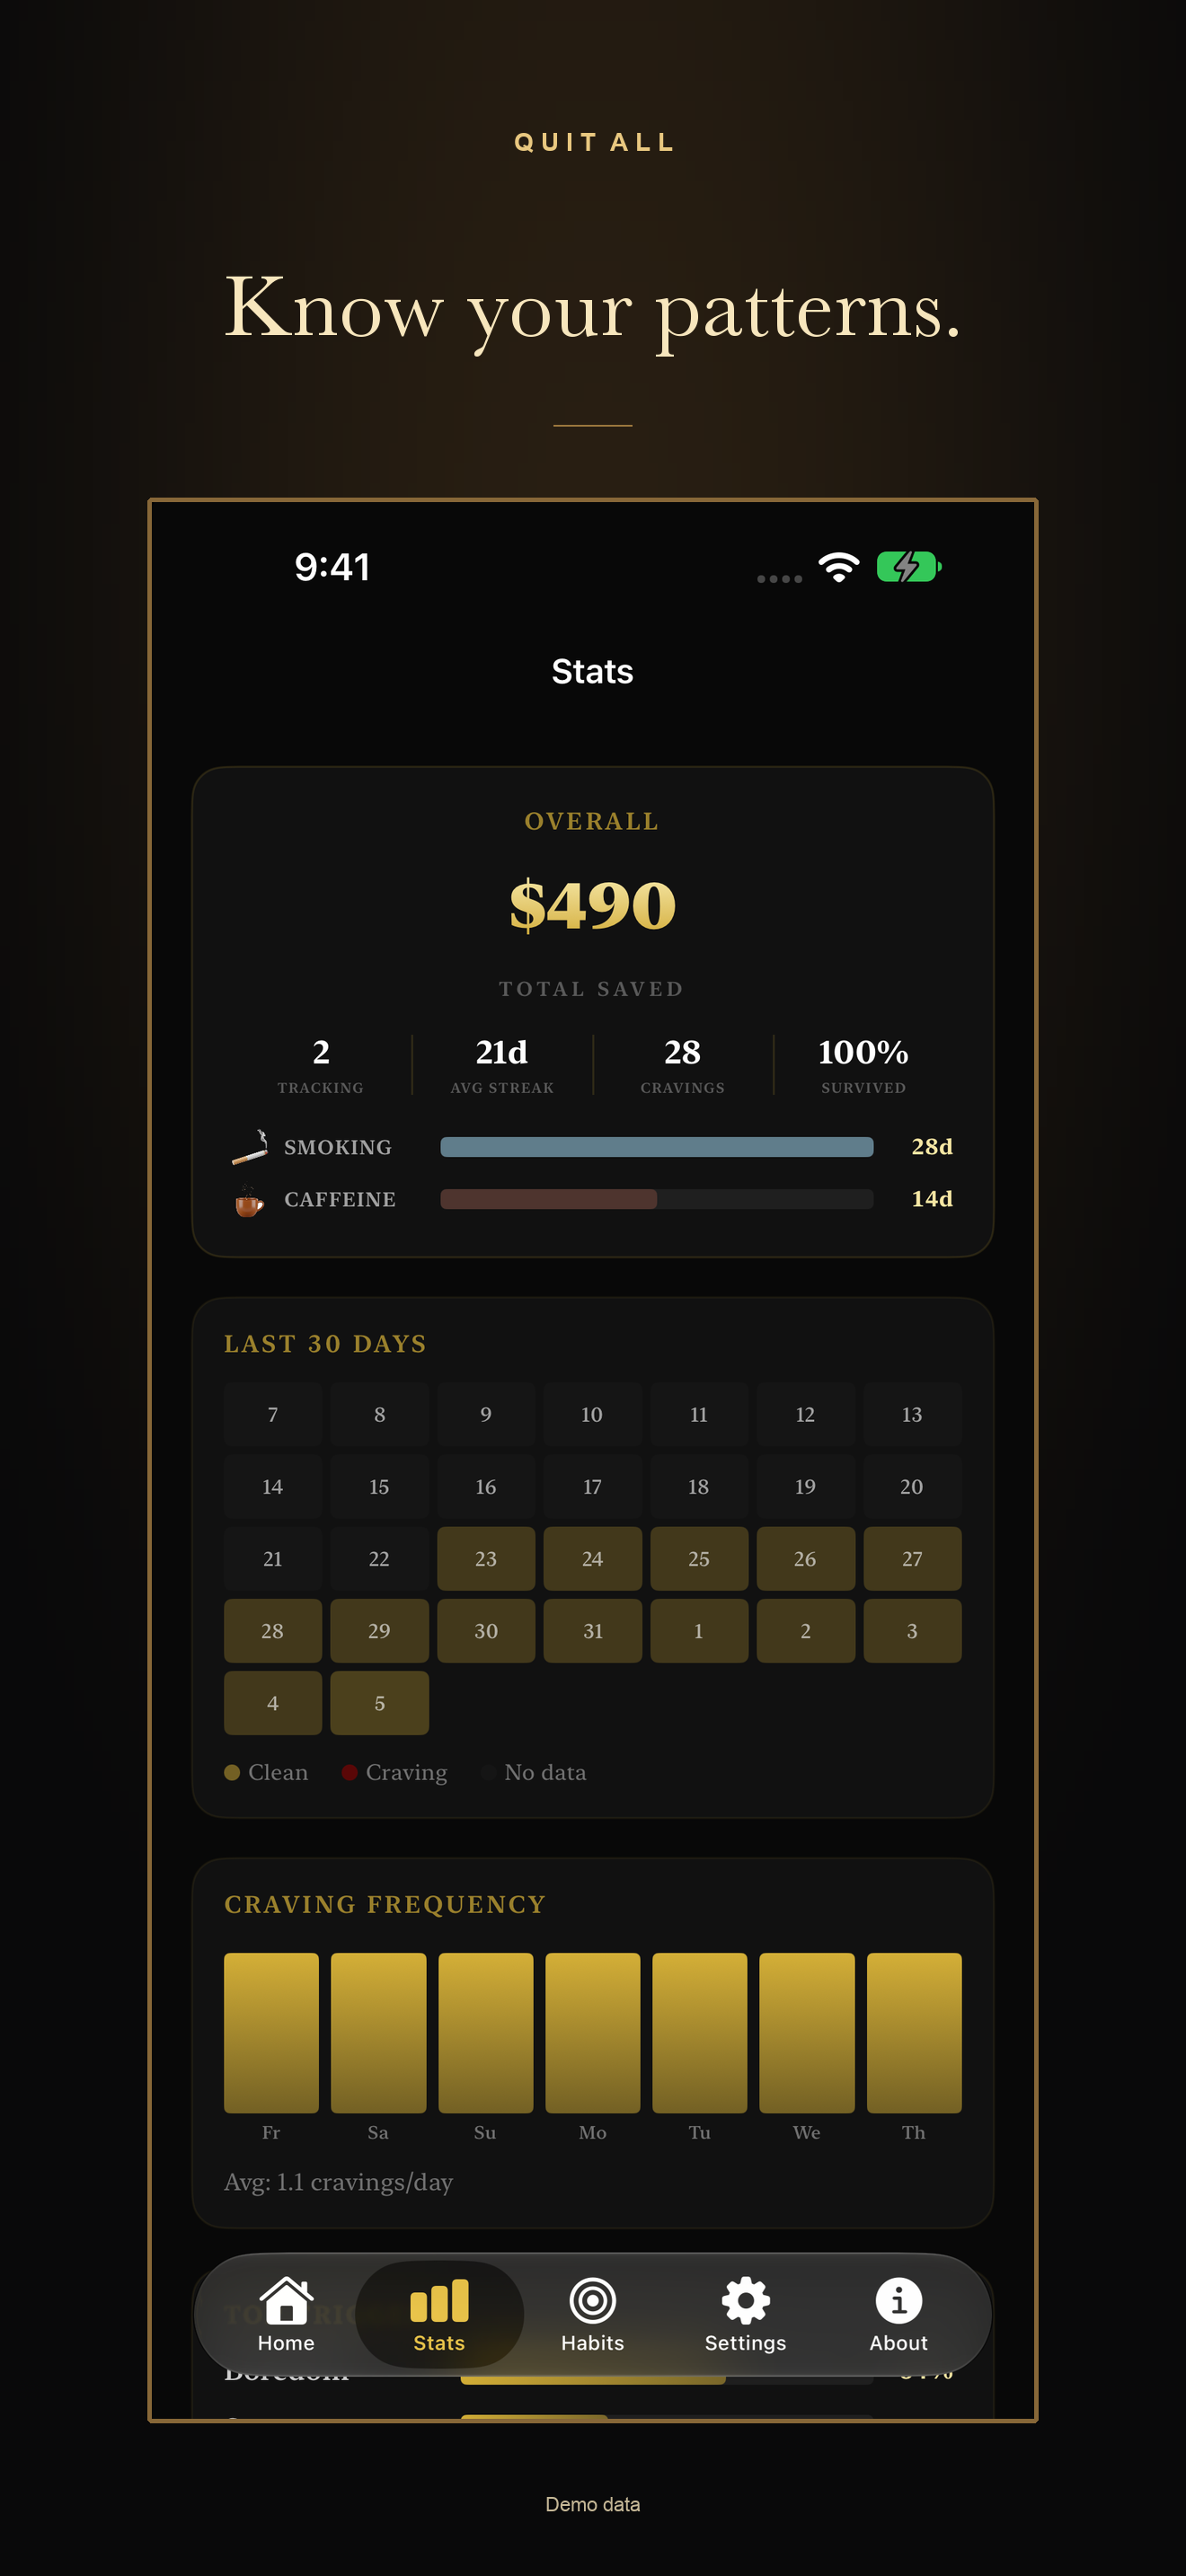 QUIT ALL
Know your patterns.
9:41
Stats
OVERALL
$490
TOTAL SAVED
2 21d 28 100%
TRACKING AVG STREAK CRAVINGS SURVIVED
SMOKING 28d
CAFFEINE 14d
LAST 30 DAYS
7 8 9 10 11 12 13
14 15 16 17 18 19 20
21 22 23 24 25 26 27
28 29 30 31 1 2 3
4 5
Clean Craving No data
CRAVING FREQUENCY
Fr Sa Su Mo Tu We Th
Avg: 1.1 cravings/day
Home Stats Habits Settings About
Boredom
Demo data